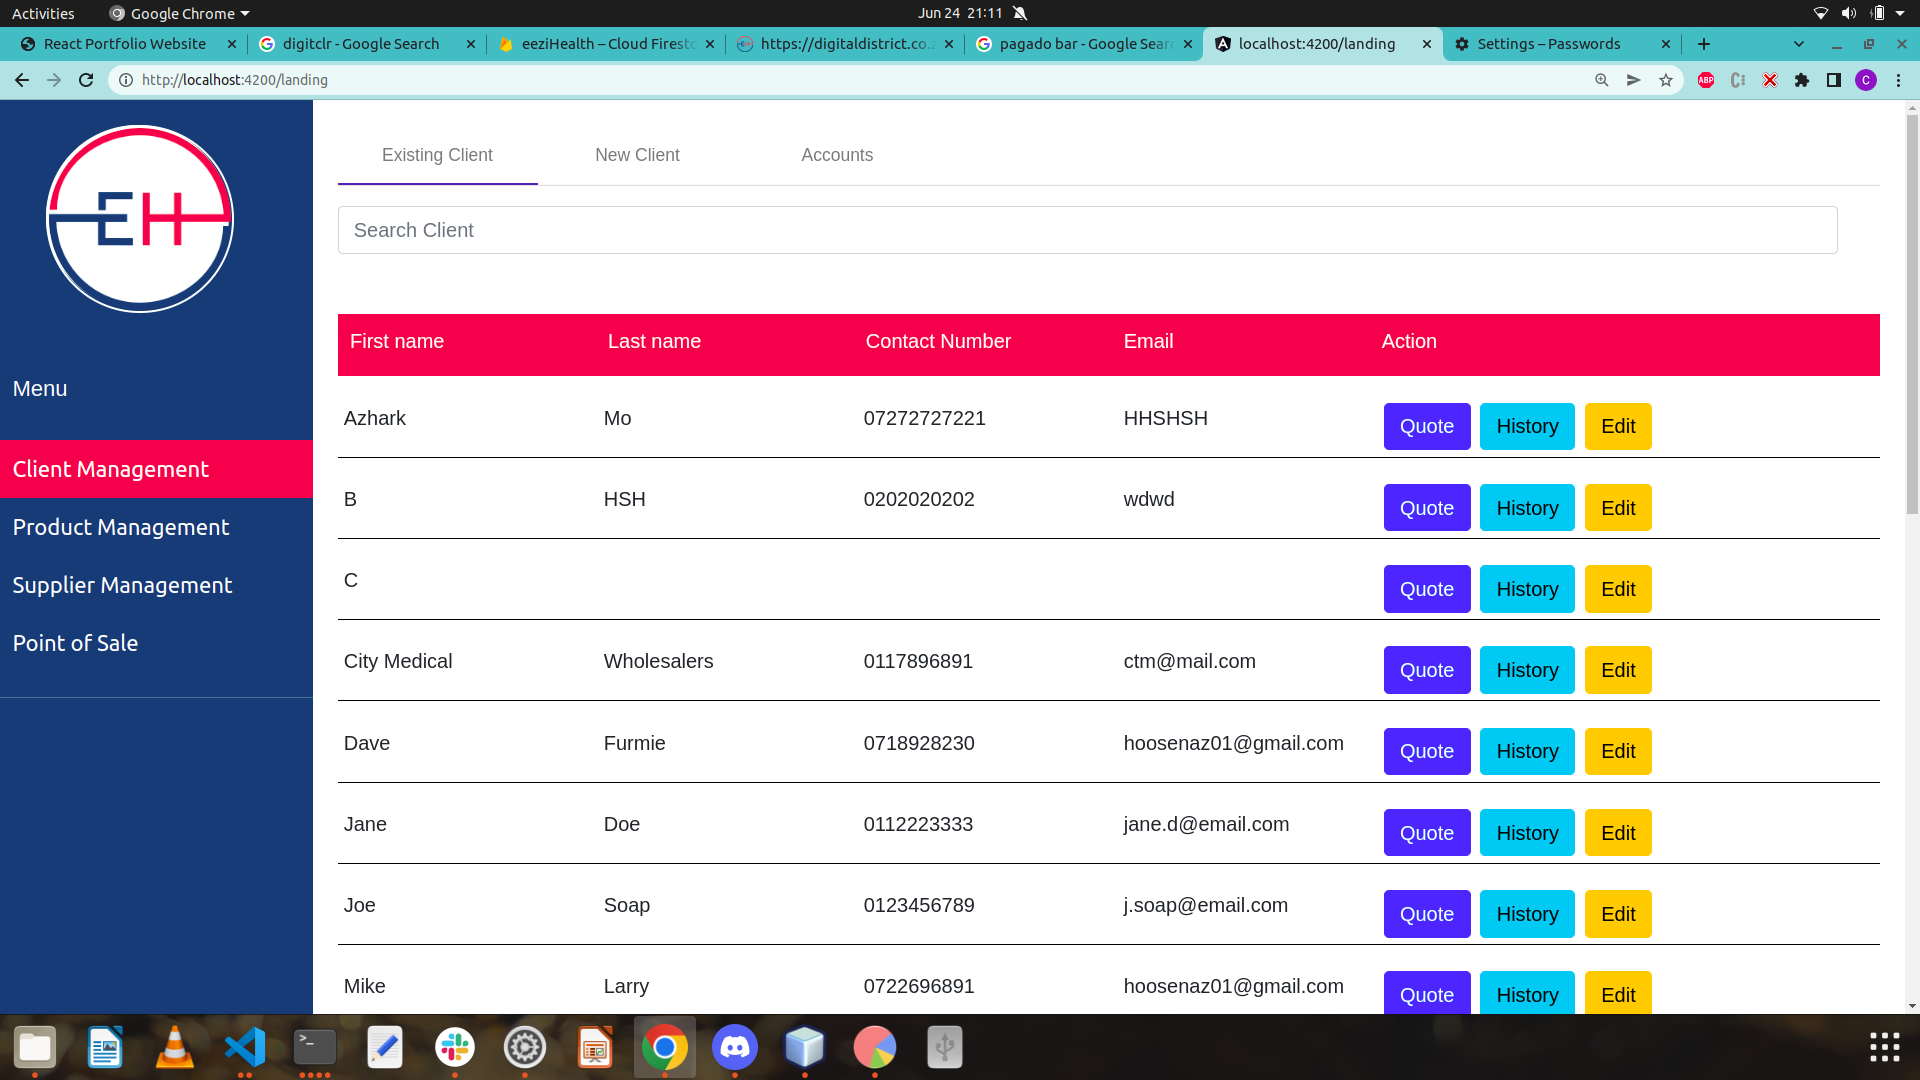 Activities Google Chrome Jun 24 21:11
React Portfolio Website digitclr - Google Search eeziHealth – Cloud Firesto https://digitaldistrict.co.z pagado bar - Google Searc localhost:4200/landing Settings – Passwords
http://localhost:4200/landing ABP C
EH
Existing Client New Client Accounts
Search Client
Menu
Client Management
Product Management
Supplier Management
Point of Sale
First name Last name Contact Number Email Action
Azhark Mo 07272727221 HHSHSH Quote History Edit
B HSH 0202020202 wdwd Quote History Edit
C Quote History Edit
City Medical Wholesalers 0117896891 ctm@mail.com Quote History Edit
Dave Furmie 0718928230 hoosenaz01@gmail.com Quote History Edit
Jane Doe 0112223333 jane.d@email.com Quote History Edit
Joe Soap 0123456789 j.soap@email.com Quote History Edit
Mike Larry 0722696891 hoosenaz01@gmail.com Quote History Edit